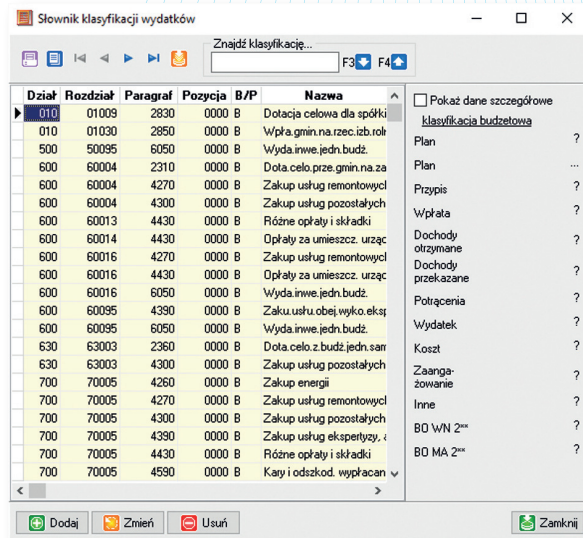 Słownik klasyfikacji wydatków
Znajdź klasyfikację...
F3 F4
Dział Rozdział Paragraf Pozycja B/P Nazwa
010 01009 2830 0000 B Dotacja celowa dla spółki
010 01030 2850 0000 B Wpła.gmin.na.rzec.izb.roln
500 50095 6050 0000 B Wyda.inwe.jedn.budż.
600 60004 2310 0000 B Dota.celo.prze.gmin.na.za
600 60004 4270 0000 B Zakup usług remontowycl
600 60004 4300 0000 B Zakup usług pozostałych
600 60013 4430 0000 B Różne opłaty i składki
600 60014 4430 0000 B Opłaty za umieszcz. urząc
600 60016 4270 0000 B Zakup usług remontowycl
600 60016 4430 0000 B Opłaty za umieszcz. urząc
600 60016 6050 0000 B Wyda.inwe.jedn.budż.
600 60095 4390 0000 B Zaku.usłu.obej.wyko.eksp
600 60095 6050 0000 B Wyda.inwe.jedn.budż.
630 63003 2360 0000 B Dota.celo.z.budż.jedn.sam
630 63003 4300 0000 B Zakup usług pozostałych
700 70005 4260 0000 B Zakup energii
700 70005 4270 0000 B Zakup usług remontowycl
700 70005 4300 0000 B Zakup usług pozostałych
700 70005 4390 0000 B Zakup usług ekspertyzy, a
700 70005 4430 0000 B Różne opłaty i składki
700 70005 4590 0000 B Kary i odszkod. wypłacan
Pokaż dane szczegółowe
klasyfikacja budżetowa
Plan ?
Plan ...
Przypis ?
Wpłata ?
Dochody
otrzymane ?
Dochody
przekazane ?
Potrącenia ?
Wydatek ?
Koszt ?
Zaanga-
żowanie ?
Inne ?
BO WN 2** ?
BO MA 2** ?
Dodaj Zmień Usuń Zamknij